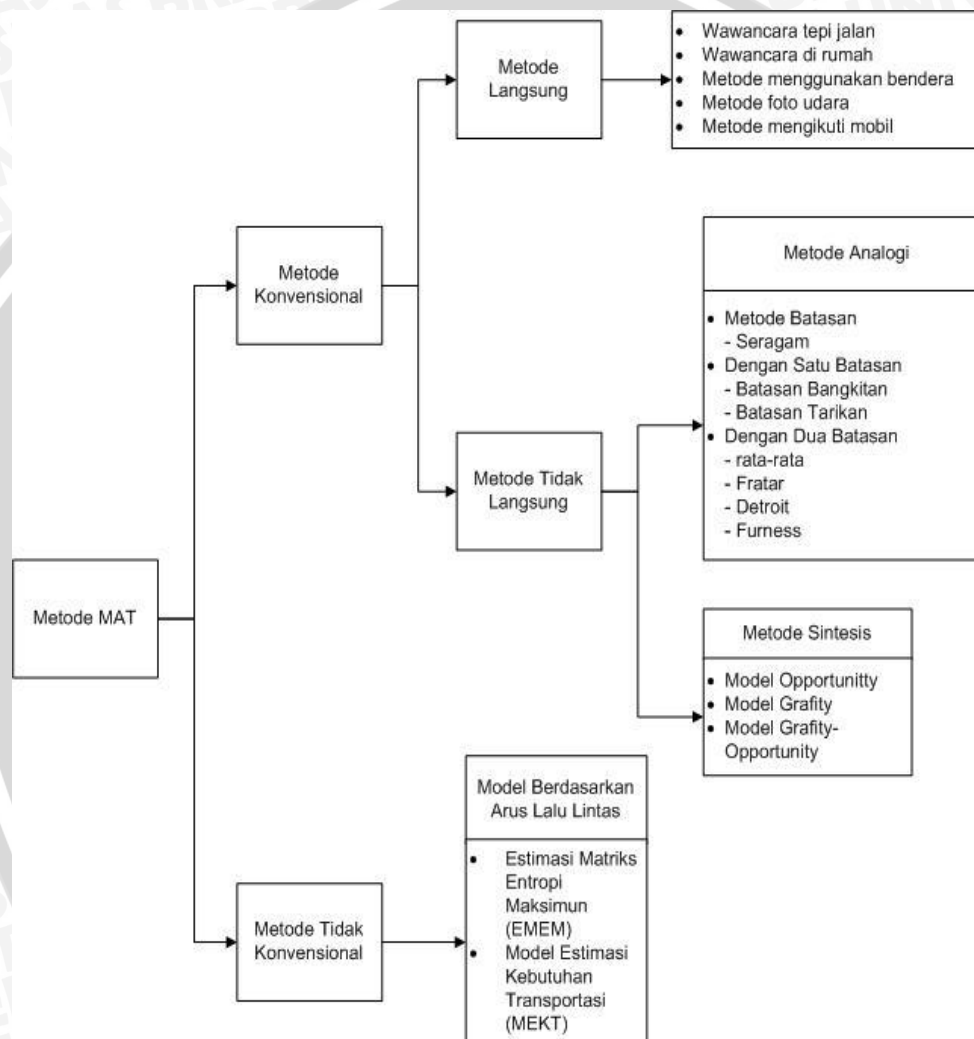 Metode MAT
Metode
Konvensional
Metode
Langsung
Wawancara tepi jalan
Wawancara di rumah
Metode menggunakan bendera
Metode foto udara
Metode mengikuti mobil
Metode Tidak
Langsung
Metode Analogi
Metode Batasan
- Seragam
Dengan Satu Batasan
- Batasan Bangkitan
- Batasan Tarikan
Dengan Dua Batasan
- rata-rata
- Fratar
- Detroit
- Furness
Metode Sintesis
Model Opportunitty
Model Grafity
Model Grafity-
Opportunity
Metode Tidak
Konvensional
Model Berdasarkan
Arus Lalu Lintas
Estimasi Matriks
Entropi
Maksimun
(EMEM)
Model Estimasi
Kebutuhan
Transportasi
(MEKT)